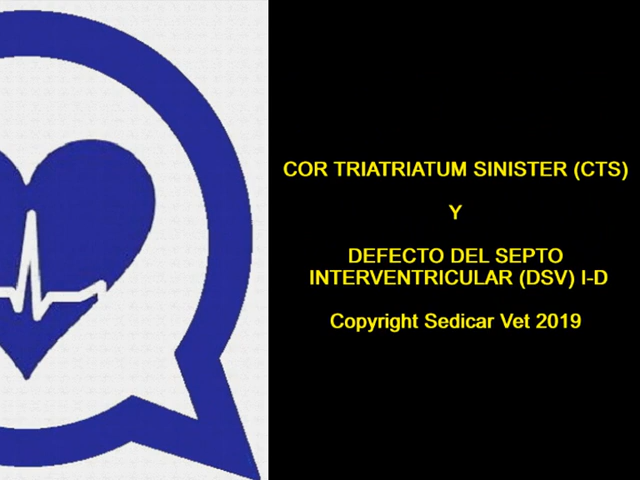 COR TRIATRIATUM SINISTER (CTS)
Y
DEFECTO DEL SEPTO
INTERVENTRICULAR (DSV) I-D
Copyright Sedicar Vet 2019